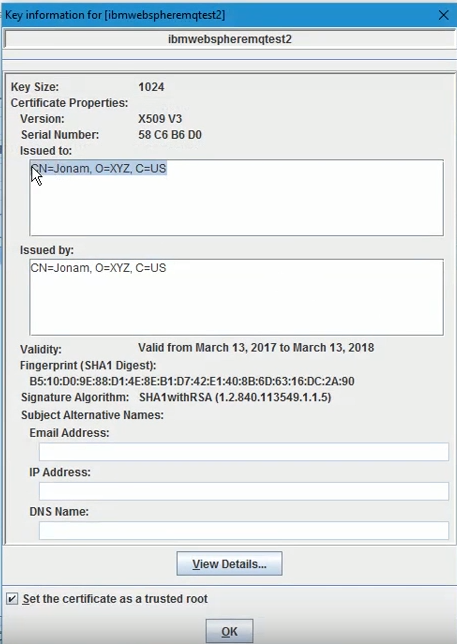 Key information for [ibmwebspheremqtest2]
ibmwebspheremqtest2
Key Size: 1024
Certificate Properties:
Version: X509 V3
Serial Number: 58 C6 B6 D0
Issued to:
CN=Jonam, O=XYZ, C=US
Issued by:
CN=Jonam, O=XYZ, C=US
Validity: Valid from March 13, 2017 to March 13, 2018
Fingerprint (SHA1 Digest):
B5:10:D0:9E:88:D1:4E:8E:B1:D7:42:E1:40:8B:6D:63:16:DC:2A:90
Signature Algorithm: SHA1withRSA (1.2.840.113549.1.1.5)
Subject Alternative Names:
Email Address:
IP Address:
DNS Name:
View Details...
Set the certificate as a trusted root
OK